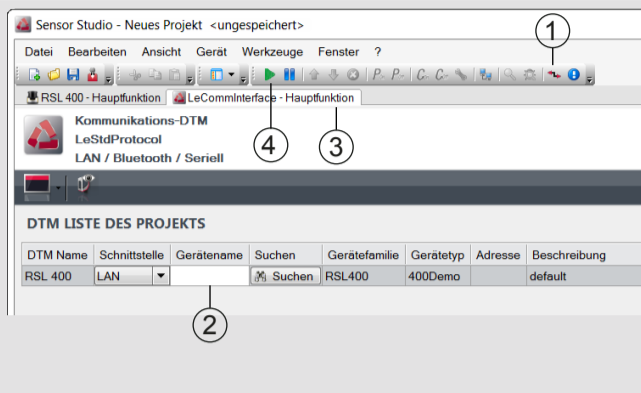 Sensor Studio - Neues Projekt <ungespeichert>
1
Datei Bearbeiten Ansicht Gerät Werkzeuge Fenster ?
RSL 400 - Hauptfunktion LeCommInterface - Hauptfunktion
Kommunikations-DTM
LeStdProtocol
LAN / Bluetooth / Seriell
4 3
DTM LISTE DES PROJEKTS
DTM Name Schnittstelle Gerätename Suchen Gerätefamilie Gerätetyp Adresse Beschreibung
RSL 400 LAN Suchen RSL400 400Demo default
2